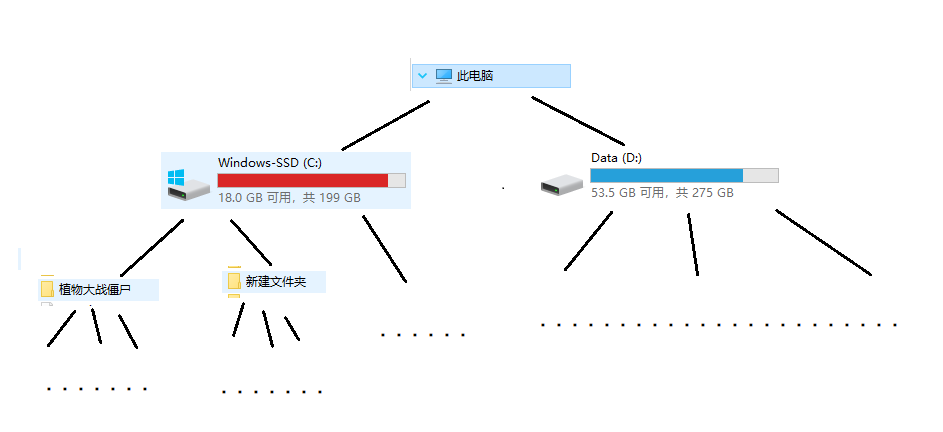 此电脑
Windows-SSD (C:)
18.0 GB 可用，共 199 GB
Data (D:)
53.5 GB 可用，共 275 GB
植物大战僵尸
新建文件夹